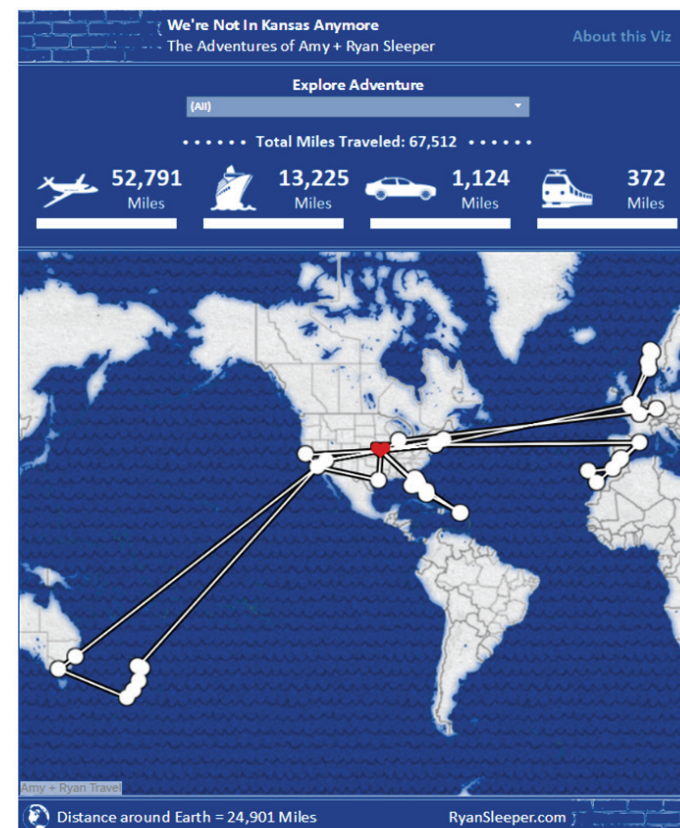 We're Not In Kansas Anymore
The Adventures of Amy + Ryan Sleeper
About this Viz
Explore Adventure
(All)
Total Miles Traveled: 67,512
52,791
Miles
13,225
Miles
1,124
Miles
372
Miles
Amy + Ryan Travel
Distance around Earth = 24,901 Miles
RyanSleeper.com